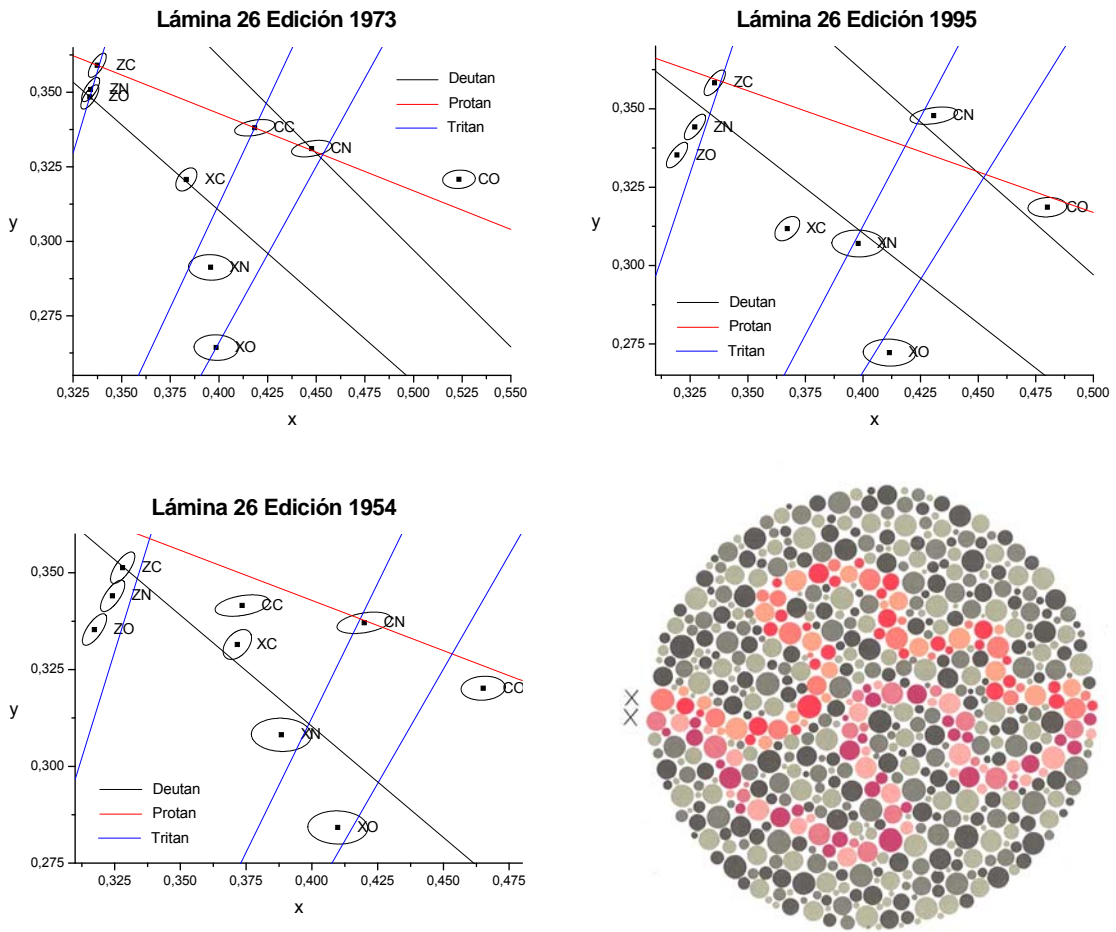 Lámina 26 Edición 1973
0,350
0,325
0,300
0,275
y
0,325 0,350 0,375 0,400 0,425 0,450 0,475 0,500 0,525 0,550
x
ZC
ZN
ZO
CC
CN
CO
XC
XN
XO
Deutan
Protan
Tritan
Lámina 26 Edición 1995
0,350
0,325
0,300
0,275
y
0,325 0,350 0,375 0,400 0,425 0,450 0,475 0,500
x
ZC
ZN
ZO
CN
CO
XC
XN
XO
Deutan
Protan
Tritan
Lámina 26 Edición 1954
0,350
0,325
0,300
0,275
y
0,325 0,350 0,375 0,400 0,425 0,450 0,475
x
ZC
ZN
ZO
CC
CN
XC
CO
XN
XO
Deutan
Protan
Tritan
X
X